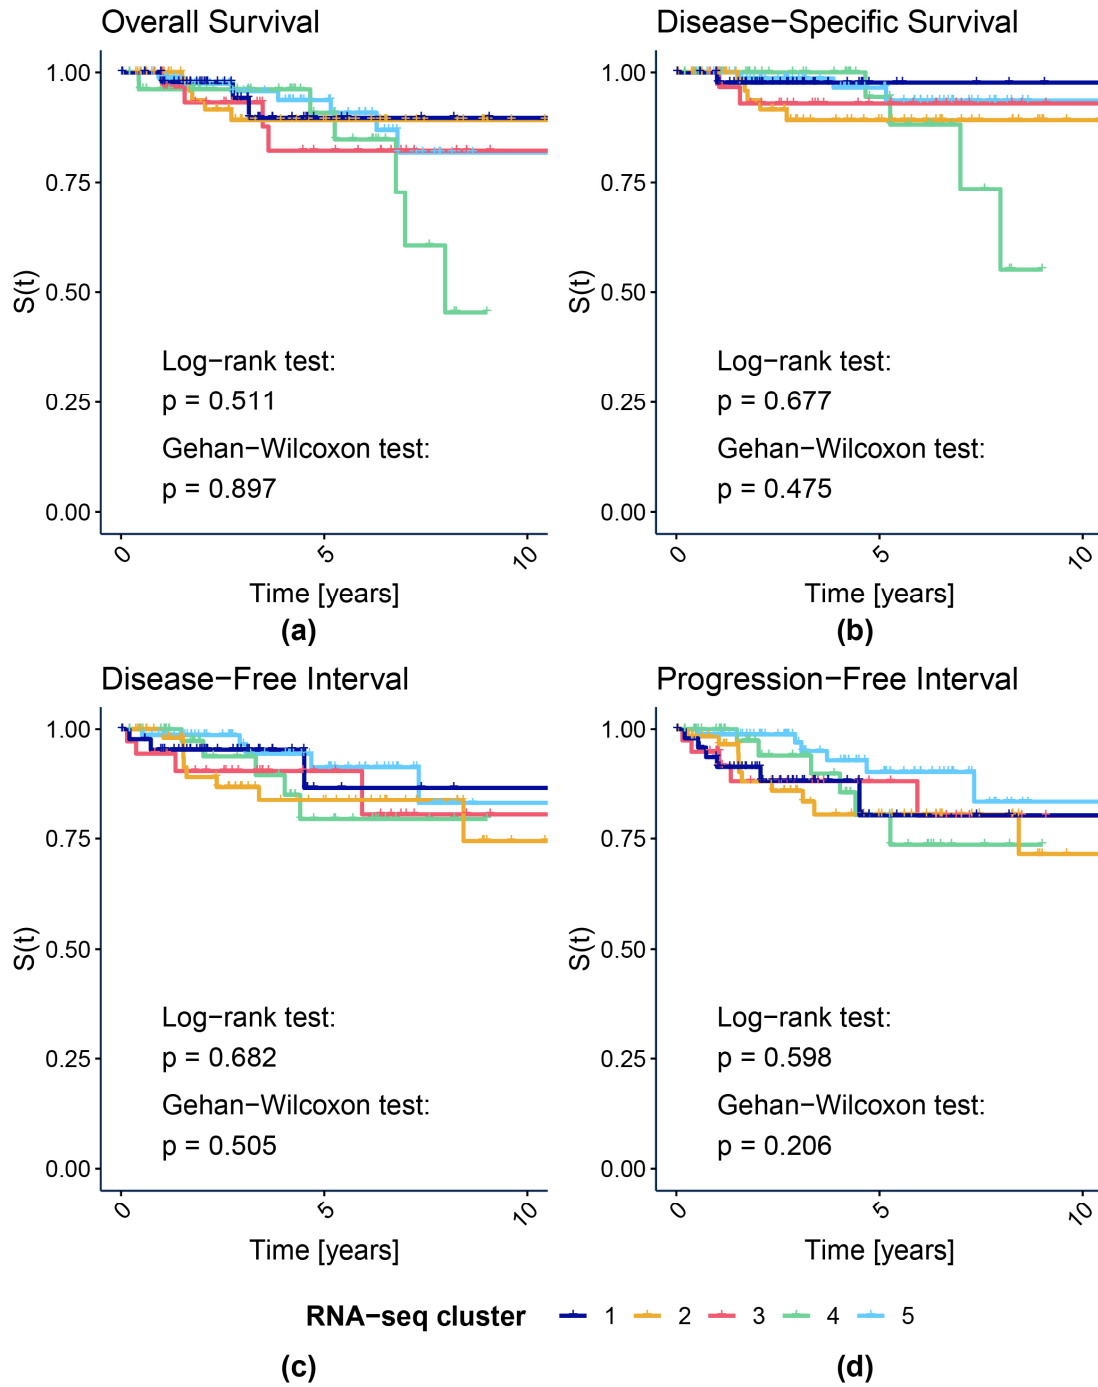 Overall Survival
1.00
0.75
0.50
0.25
0.00
S(t)
Log−rank test:
p = 0.511
Gehan−Wilcoxon test:
p = 0.897
0 5 10
Time [years]
(a)
Disease−Specific Survival
1.00
0.75
0.50
0.25
0.00
S(t)
Log−rank test:
p = 0.677
Gehan−Wilcoxon test:
p = 0.475
0 5 10
Time [years]
(b)
Disease−Free Interval
1.00
0.75
0.50
0.25
0.00
S(t)
Log−rank test:
p = 0.682
Gehan−Wilcoxon test:
p = 0.505
0 5 10
Time [years]
Progression−Free Interval
1.00
0.75
0.50
0.25
0.00
S(t)
Log−rank test:
p = 0.598
Gehan−Wilcoxon test:
p = 0.206
0 5 10
Time [years]
RNA−seq cluster 1 2 3 4 5
(c) (d)